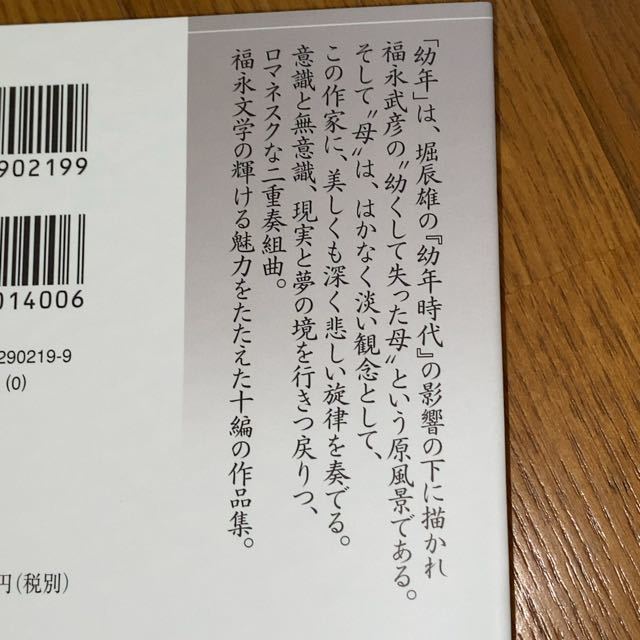 「幼年」は、堀辰雄の『幼年時代』の影響の下に描かれ
福永武彦の〝幼くして失った母〟という原風景である。
そして〝母〟は、はかなく淡い観念として、
この作家に、美しくも深く悲しい旋律を奏でる。
意識と無意識、現実と夢の境を行きつ戻りつ、
ロマネスクな二重奏組曲。
福永文学の輝ける魅力をたたえた十編の作品集。
902199
014006
290219-9
(0)
円(税別)